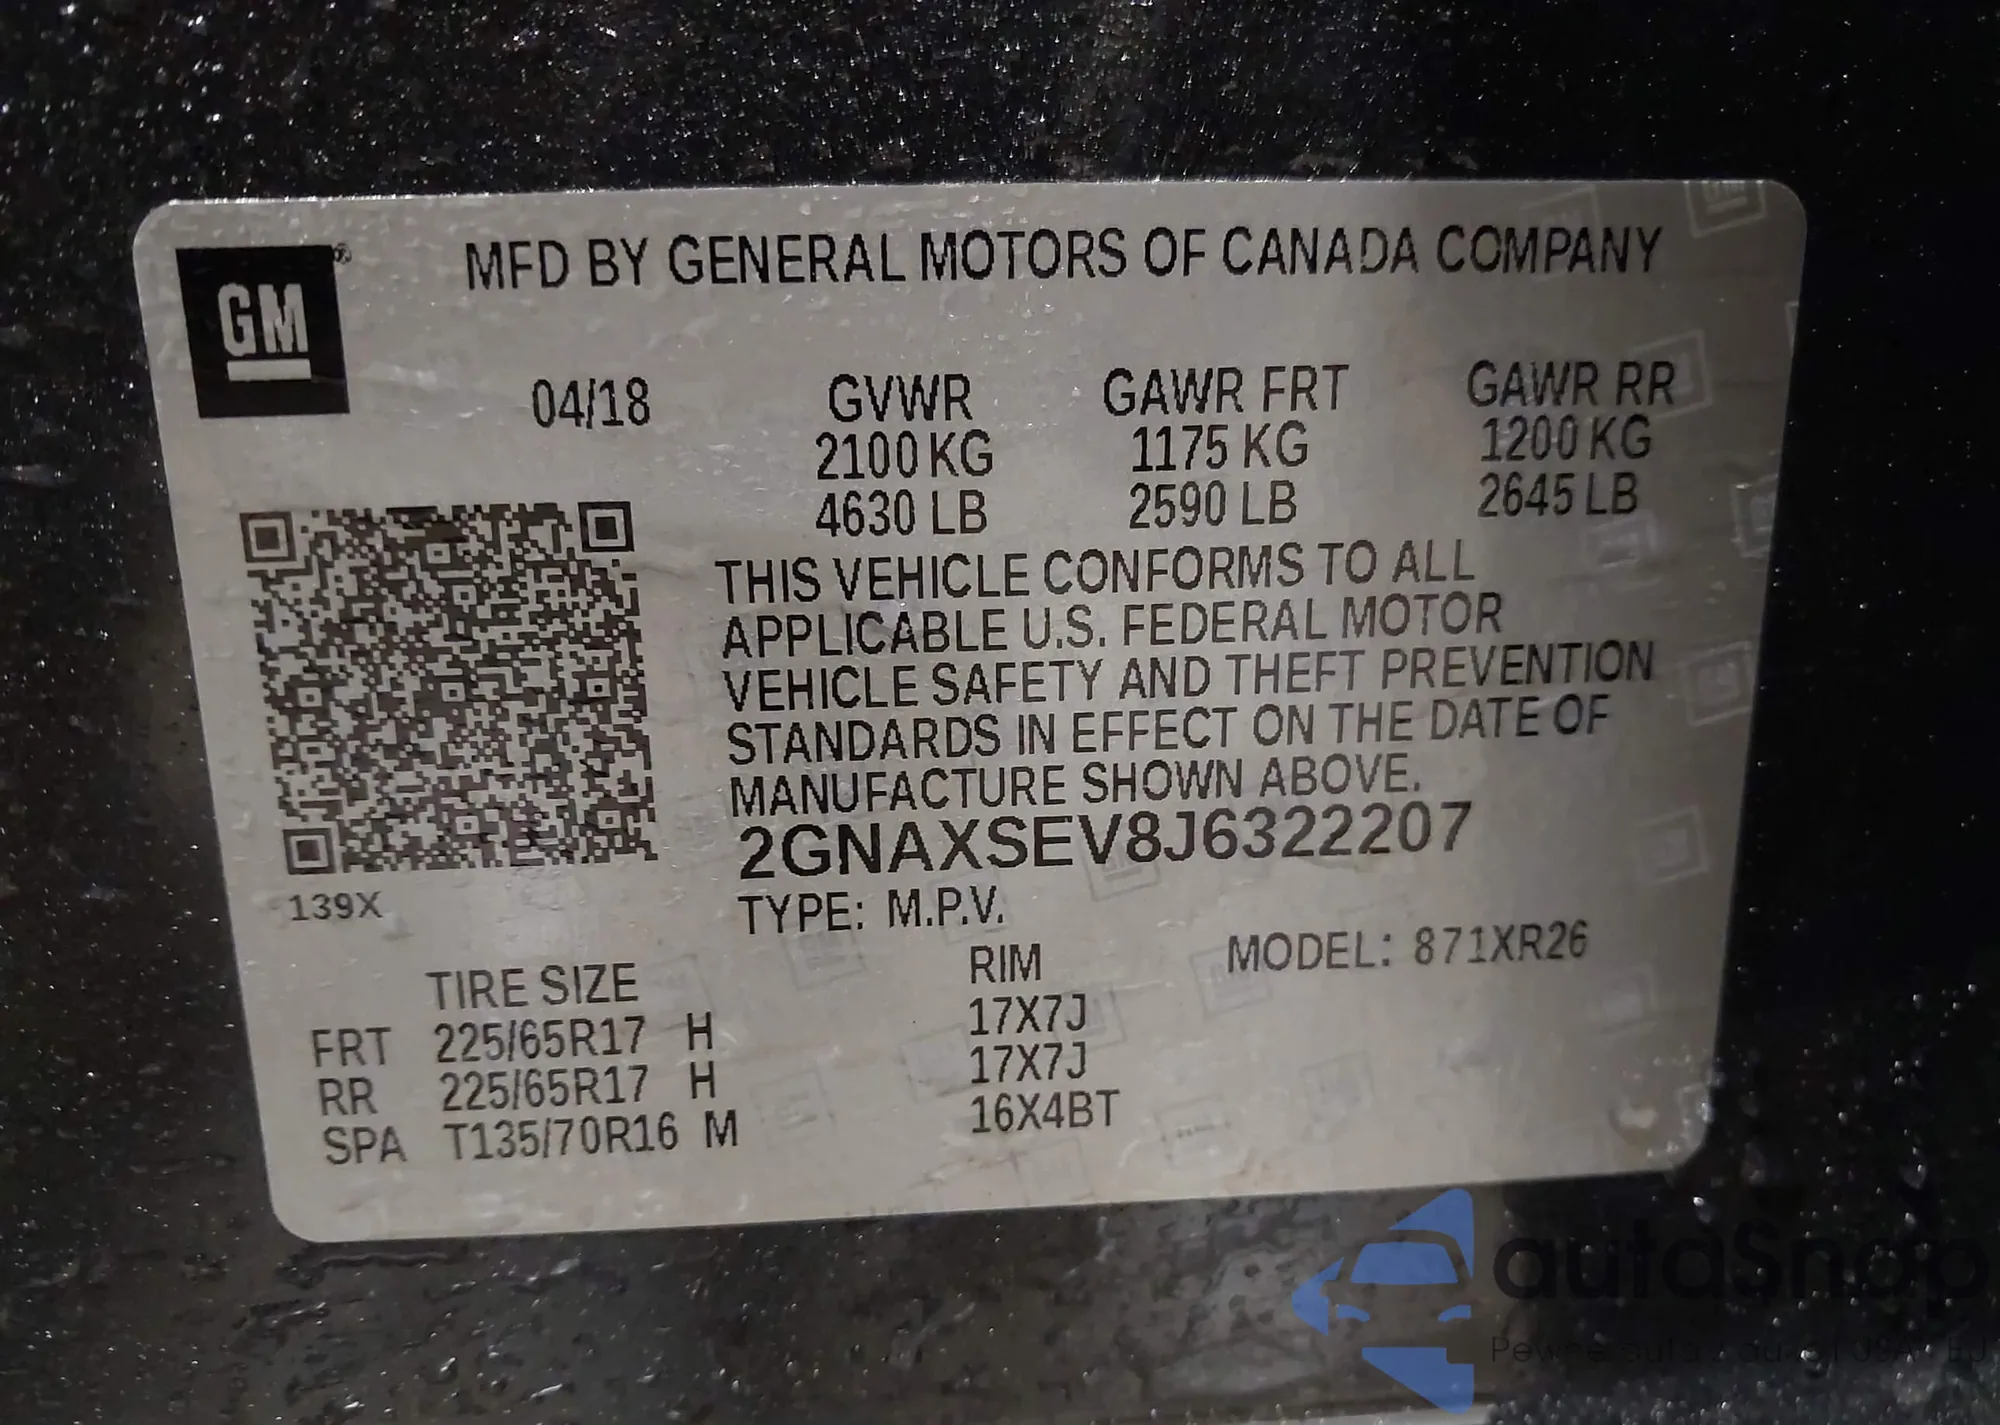 GM ®
MFD BY GENERAL MOTORS OF CANADA COMPANY
04/18 GVWR GAWR FRT GAWR RR
2100 KG 1175 KG 1200 KG
4630 LB 2590 LB 2645 LB
THIS VEHICLE CONFORMS TO ALL
APPLICABLE U.S. FEDERAL MOTOR
VEHICLE SAFETY AND THEFT PREVENTION
STANDARDS IN EFFECT ON THE DATE OF
MANUFACTURE SHOWN ABOVE.
2GNAXSEV8J6322207
139X
TYPE: M.P.V.
TIRE SIZE RIM MODEL: 871XR26
FRT 225/65R17 H 17X7J
RR 225/65R17 H 17X7J
SPA T135/70R16 M 16X4BT
autaSnap